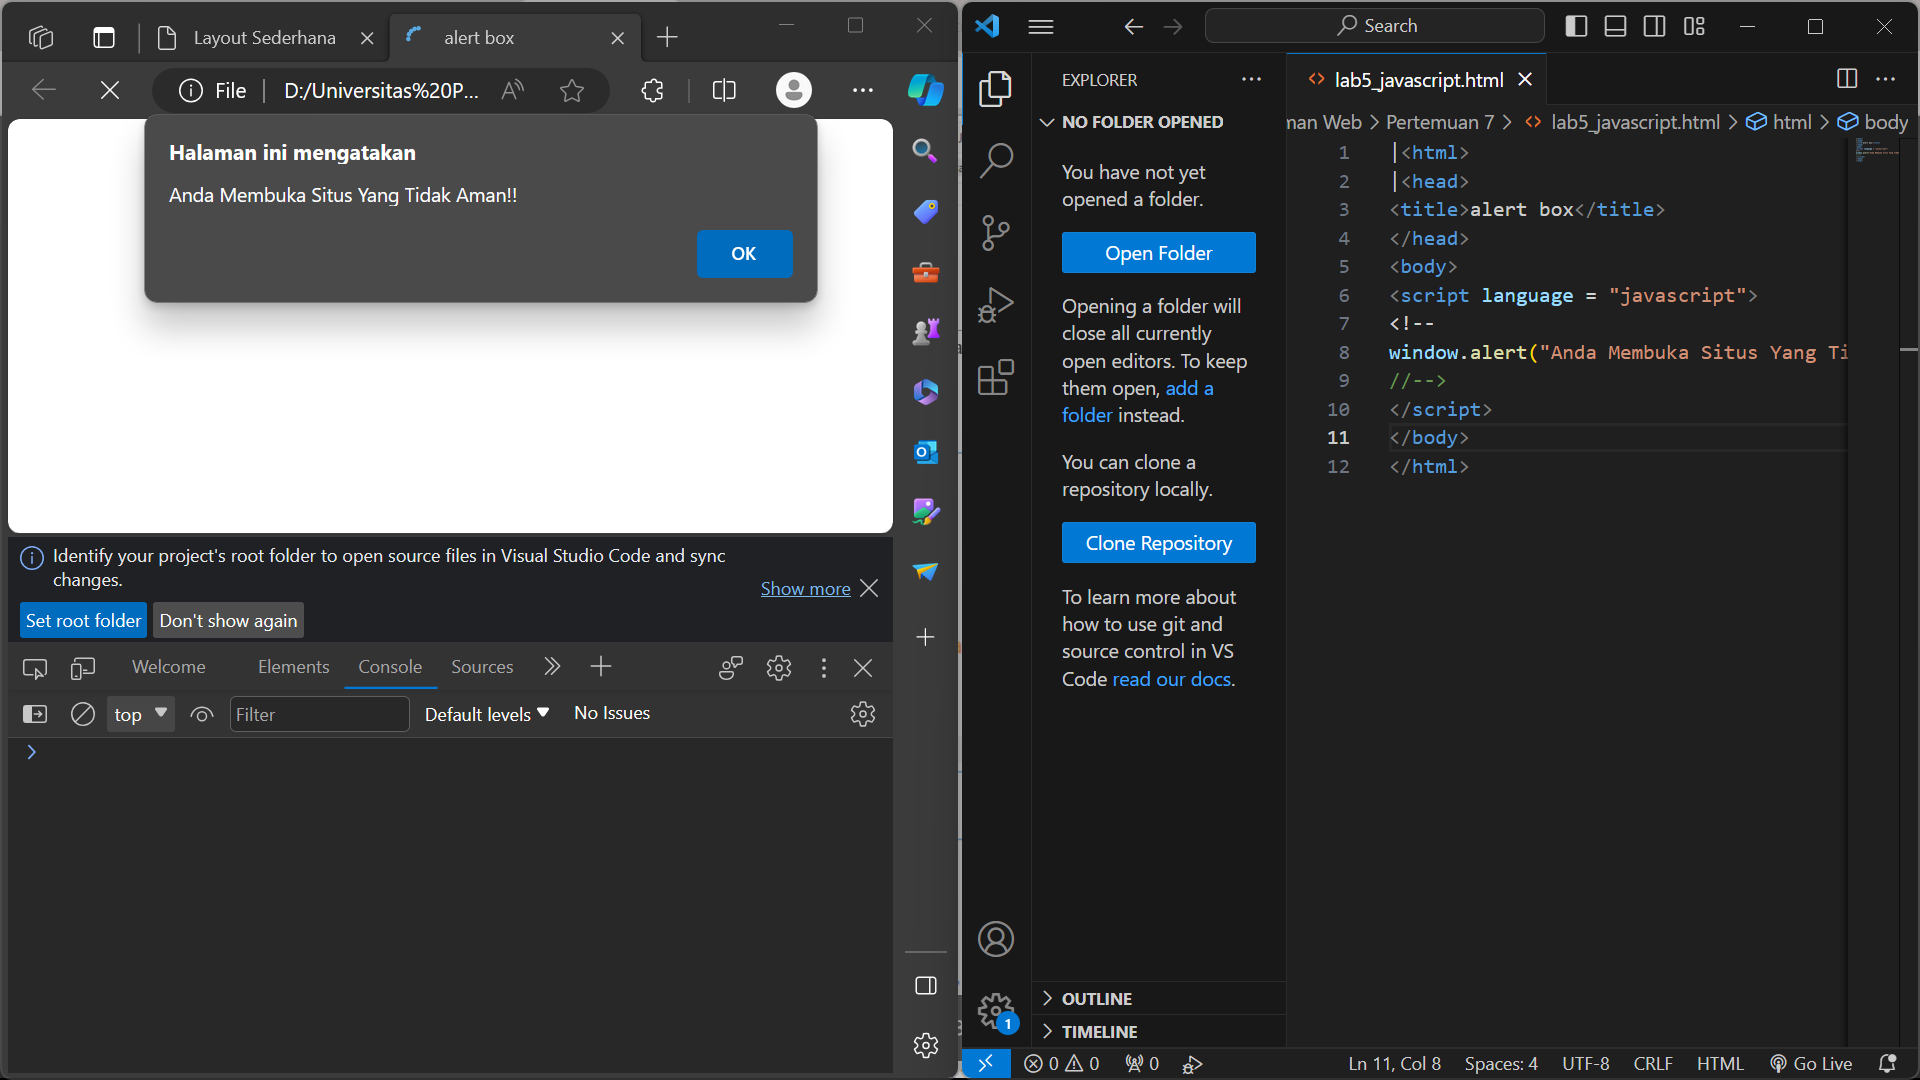 Layout Sederhana
alert box
File
D:/Universitas%20P...
Halaman ini mengatakan
Anda Membuka Situs Yang Tidak Aman!!
OK
Identify your project's root folder to open source files in Visual Studio Code and sync
changes.
Show more
Set root folder
Don't show again
Welcome
Elements
Console
Sources
top
Filter
Default levels
No Issues
Search
EXPLORER
NO FOLDER OPENED
You have not yet
opened a folder.
Open Folder
Opening a folder will
close all currently
open editors. To keep
them open, add a
folder instead.
You can clone a
repository locally.
Clone Repository
To learn more about
how to use git and
source control in VS
Code read our docs.
OUTLINE
TIMELINE
1
lab5_javascript.html
man Web > Pertemuan 7 > lab5_javascript.html > html > body
1 <html>
2 <head>
3 <title>alert box</title>
4 </head>
5 <body>
6 <script language = "javascript">
7 <!--
8 window.alert("Anda Membuka Situs Yang Ti
9 //-->
10 </script>
11 </body>
12 </html>
0 0 0
Ln 11, Col 8
Spaces: 4
UTF-8
CRLF
HTML
Go Live